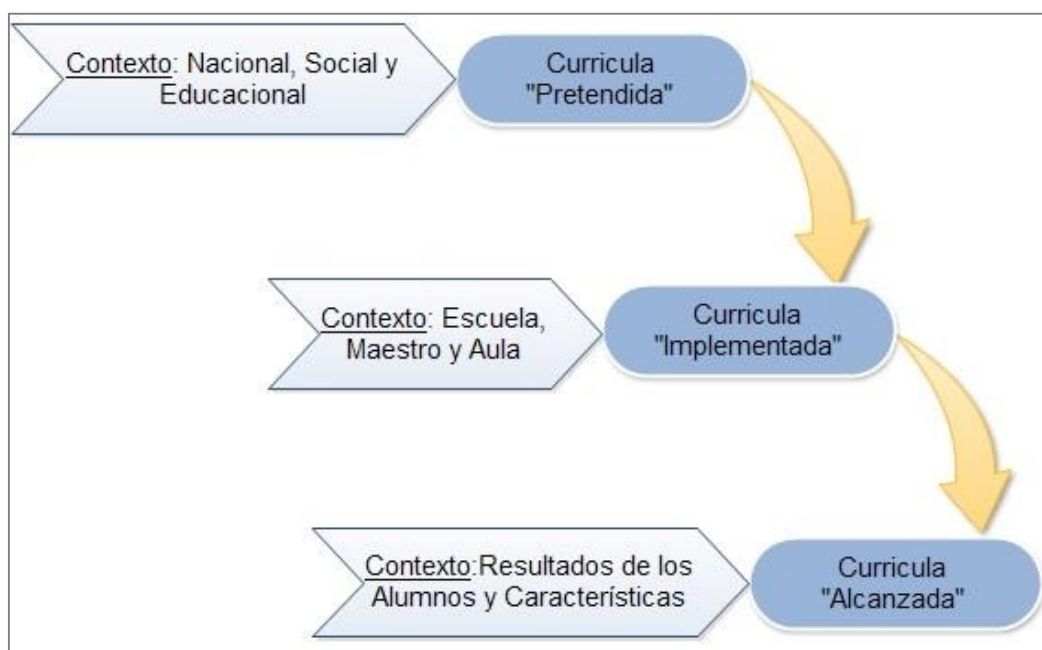 Contexto: Nacional, Social y
Educacional
Curricula
"Pretendida"
Contexto: Escuela,
Maestro y Aula
Curricula
"Implementada"
Contexto:Resultados de los
Alumnos y Características
Curricula
"Alcanzada"